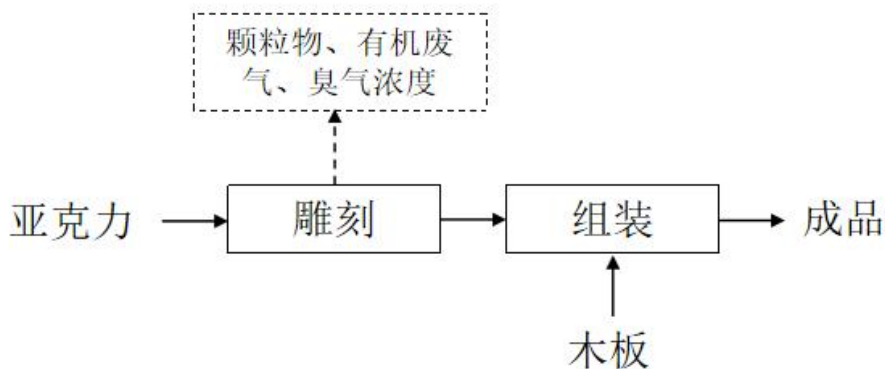 颗粒物、有机废
气、臭气浓度
亚克力
雕刻
组装
成品
木板